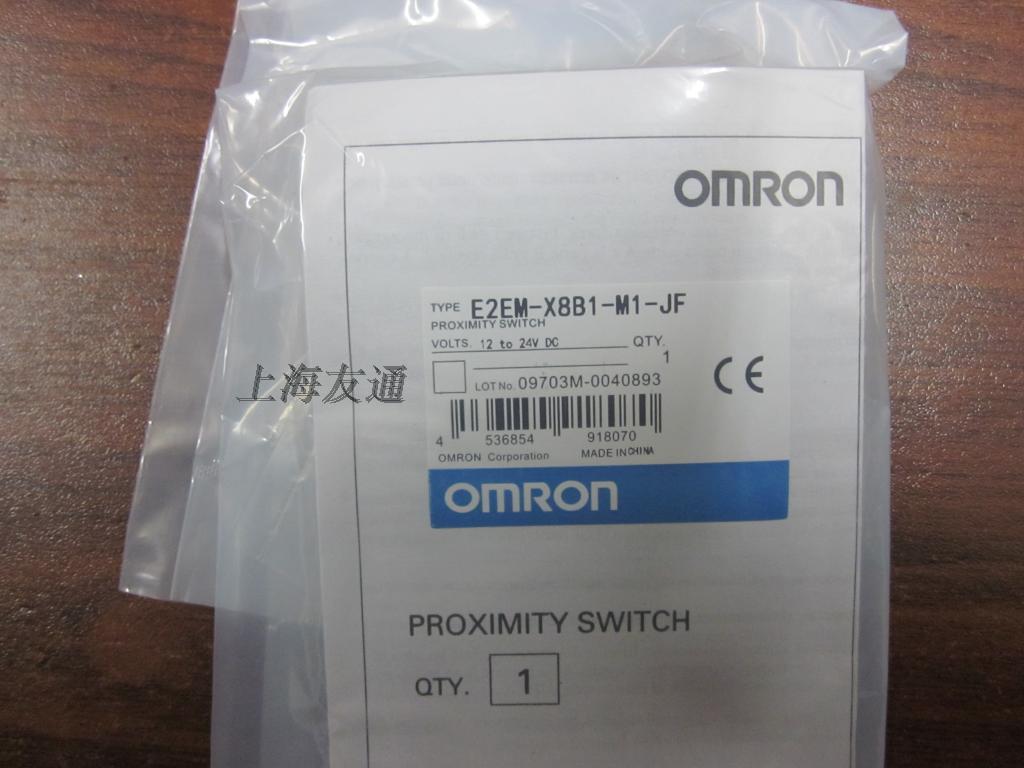 OMRON
TYPE E2EM-X8B1-M1-JF
PROXIMITY SWITCH
VOLTS. 12 to 24V DC QTY.
1
LOT No. 09703M-0040893
CE
4 536854 918070
OMRON Corporation MADE IN CHINA
OMRON
上海友通
PROXIMITY SWITCH
QTY. 1